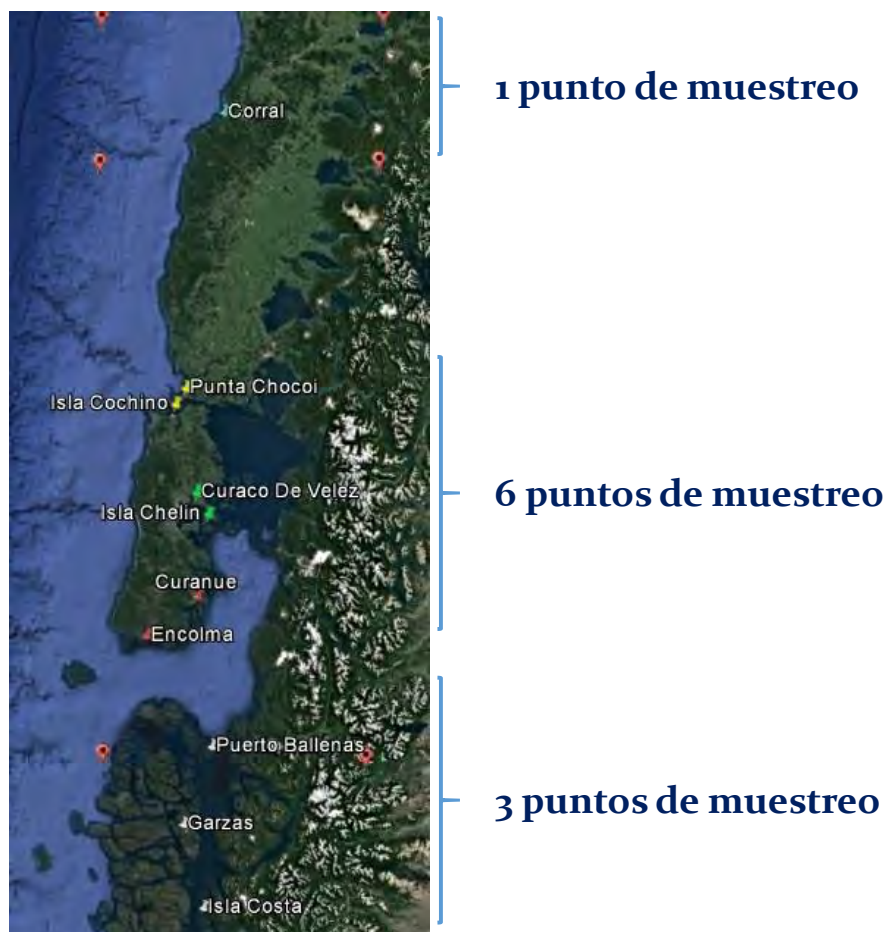 1 punto de muestreo
Corral
Punta Chocoi
Isla Cochino
Curaco De Velez
6 puntos de muestreo
Isla Chelin
Curanue
Encolma
Puerto Ballenas
3 puntos de muestreo
Garzas
Isla Costa